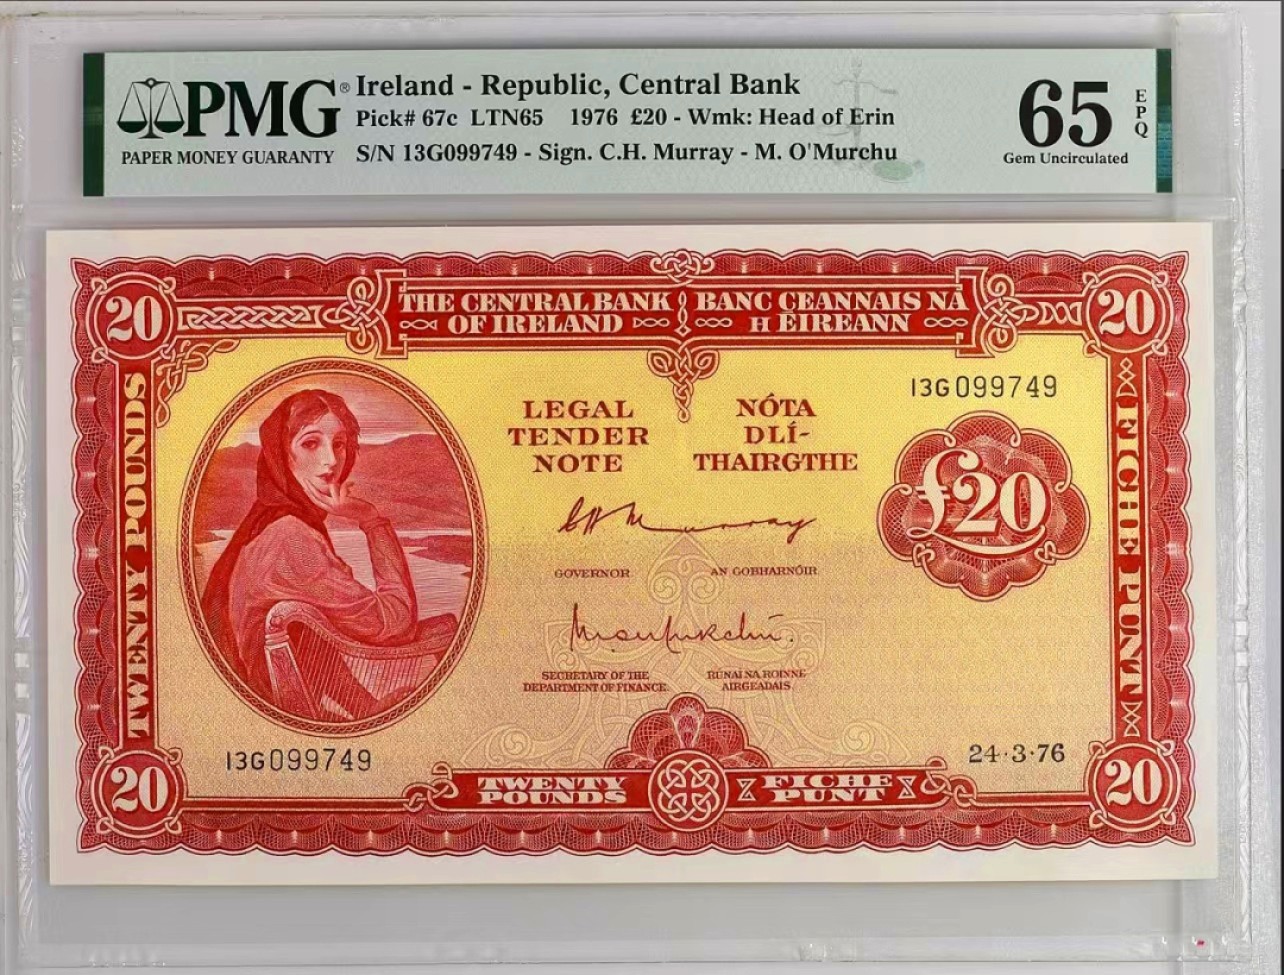 PMG®
PAPER MONEY GUARANTY
Ireland - Republic, Central Bank
Pick# 67c LTN65 1976 £20 - Wmk: Head of Erin
S/N 13G099749 - Sign. C.H. Murray - M. O'Murchu
65
EPQ
Gem Uncirculated
20
THE CENTRAL BANK
OF IRELAND
BANC CEANNAIS NA
H EIREANN
20
TWENTY POUNDS
13G099749
LEGAL
TENDER
NOTE
NÓTA
DLÍ-
THAIRGTHE
£20
FICHE PUNT
C H Murray
GOVERNOR
AN GOBHARNÓIR
SECRETARY OF THE
DEPARTMENT OF FINANCE
RÚNAÍ NA ROINNE
AIRGEADAIS
13G099749
24·3·76
20
TWENTY
POUNDS
FICHE
PUNT
20